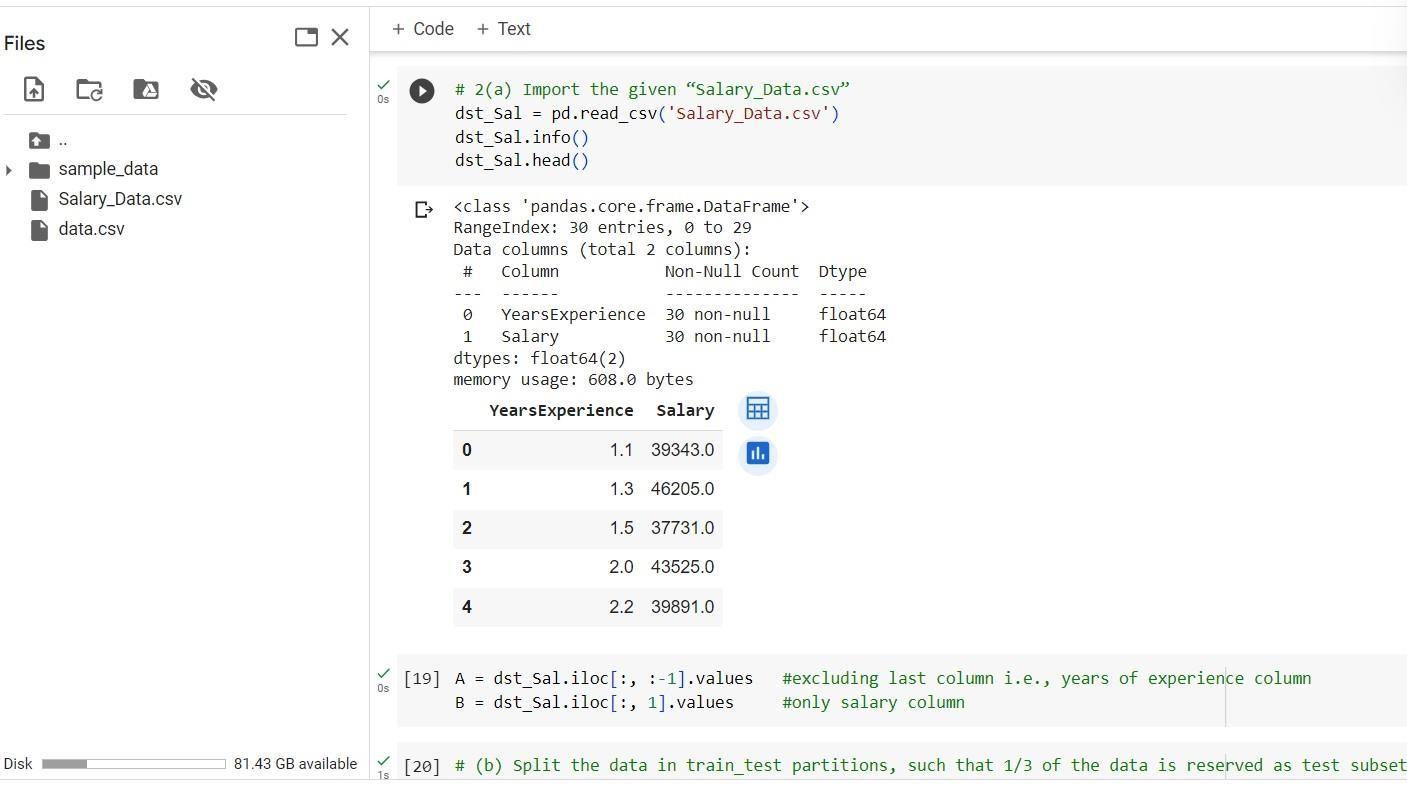 Files
..
sample_data
Salary_Data.csv
data.csv
Disk 81.43 GB available
+ Code + Text
0s
# 2(a) Import the given “Salary_Data.csv”
dst_Sal = pd.read_csv('Salary_Data.csv')
dst_Sal.info()
dst_Sal.head()
<class 'pandas.core.frame.DataFrame'>
RangeIndex: 30 entries, 0 to 29
Data columns (total 2 columns):
# Column Non-Null Count Dtype
--- ------ -------------- -----
0 YearsExperience 30 non-null float64
1 Salary 30 non-null float64
dtypes: float64(2)
memory usage: 608.0 bytes
YearsExperience Salary
0 1.1 39343.0
1 1.3 46205.0
2 1.5 37731.0
3 2.0 43525.0
4 2.2 39891.0
0s
[19] A = dst_Sal.iloc[:, :-1].values #excluding last column i.e., years of experience column
B = dst_Sal.iloc[:, 1].values #only salary column
1s
[20] # (b) Split the data in train_test partitions, such that 1/3 of the data is reserved as test subset